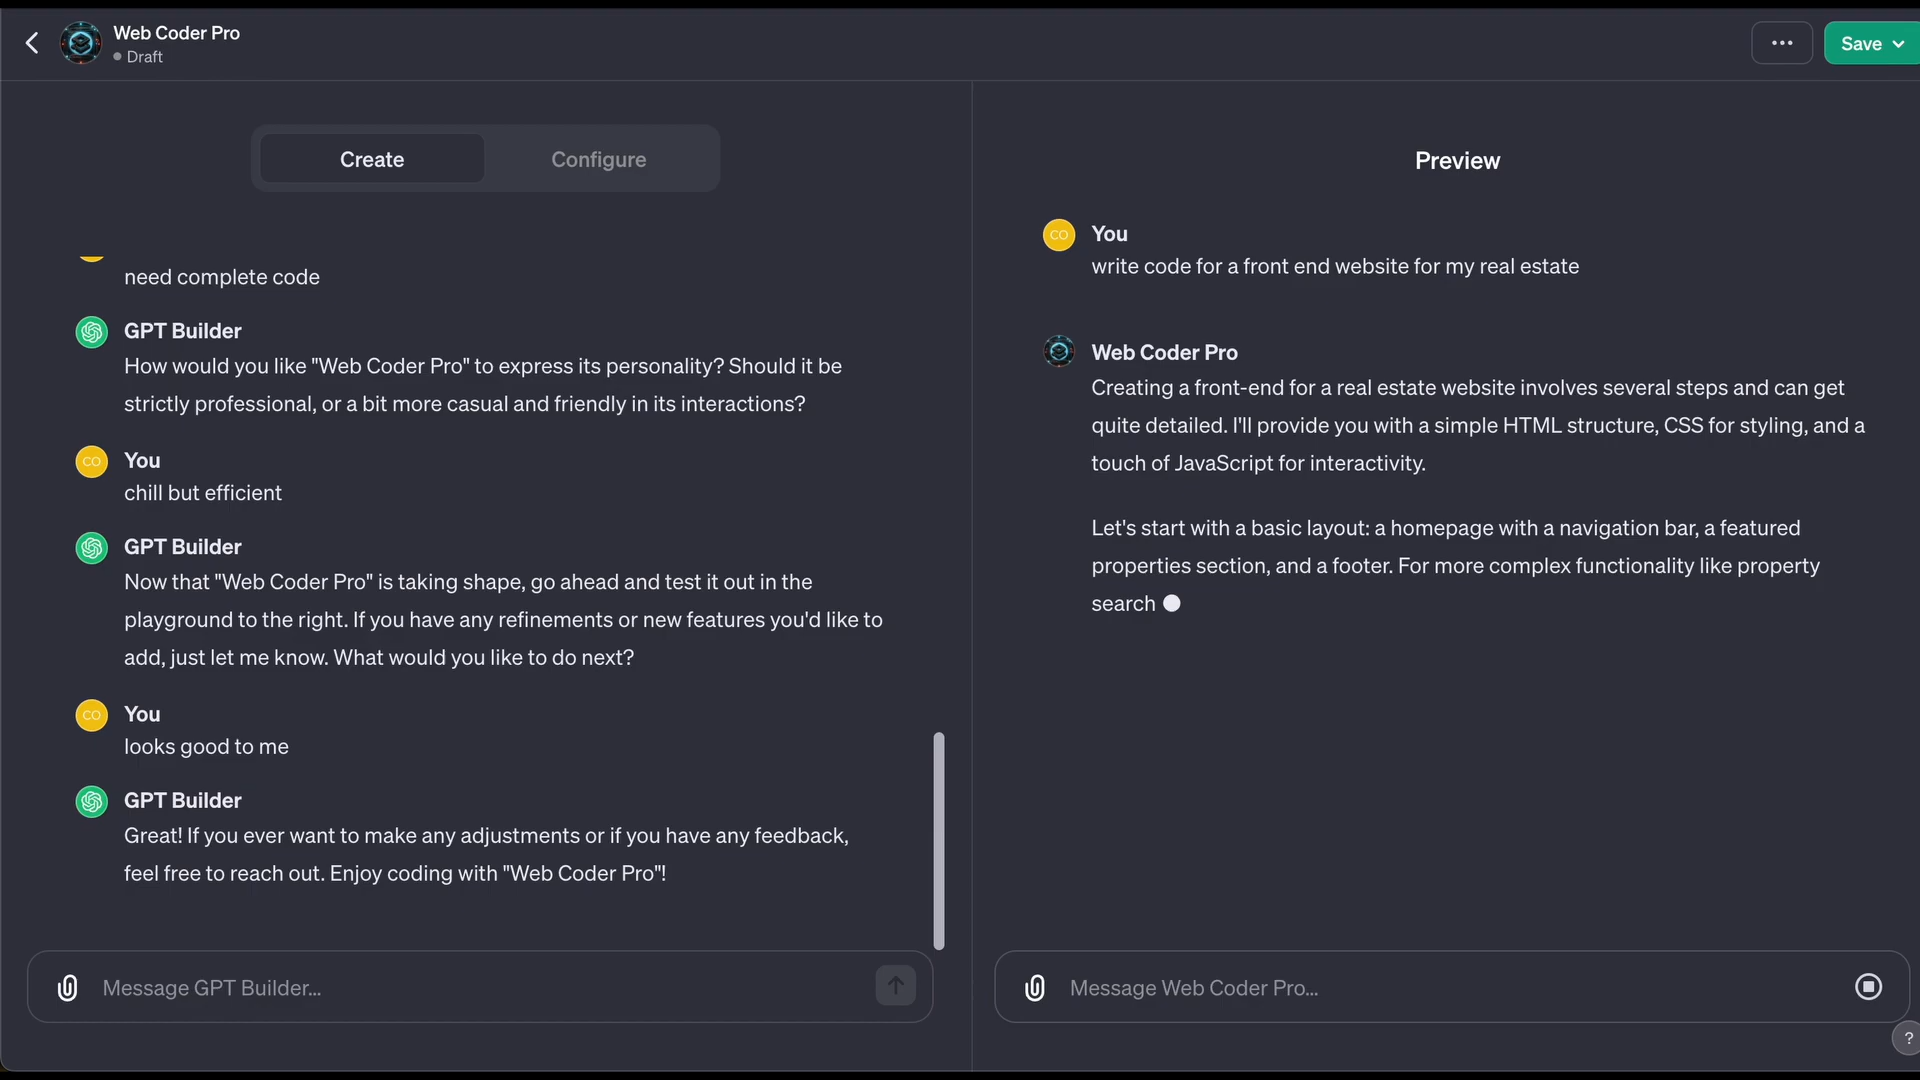 Web Coder Pro
Draft
Save
Create
Configure
need complete code
GPT Builder
How would you like "Web Coder Pro" to express its personality? Should it be
strictly professional, or a bit more casual and friendly in its interactions?
CO
You
chill but efficient
GPT Builder
Now that "Web Coder Pro" is taking shape, go ahead and test it out in the
playground to the right. If you have any refinements or new features you'd like to
add, just let me know. What would you like to do next?
CO
You
looks good to me
GPT Builder
Great! If you ever want to make any adjustments or if you have any feedback,
feel free to reach out. Enjoy coding with "Web Coder Pro"!
Message GPT Builder...
Preview
CO
You
write code for a front end website for my real estate
Web Coder Pro
Creating a front-end for a real estate website involves several steps and can get
quite detailed. I'll provide you with a simple HTML structure, CSS for styling, and a
touch of JavaScript for interactivity.
Let's start with a basic layout: a homepage with a navigation bar, a featured
properties section, and a footer. For more complex functionality like property
search
Message Web Coder Pro...
?